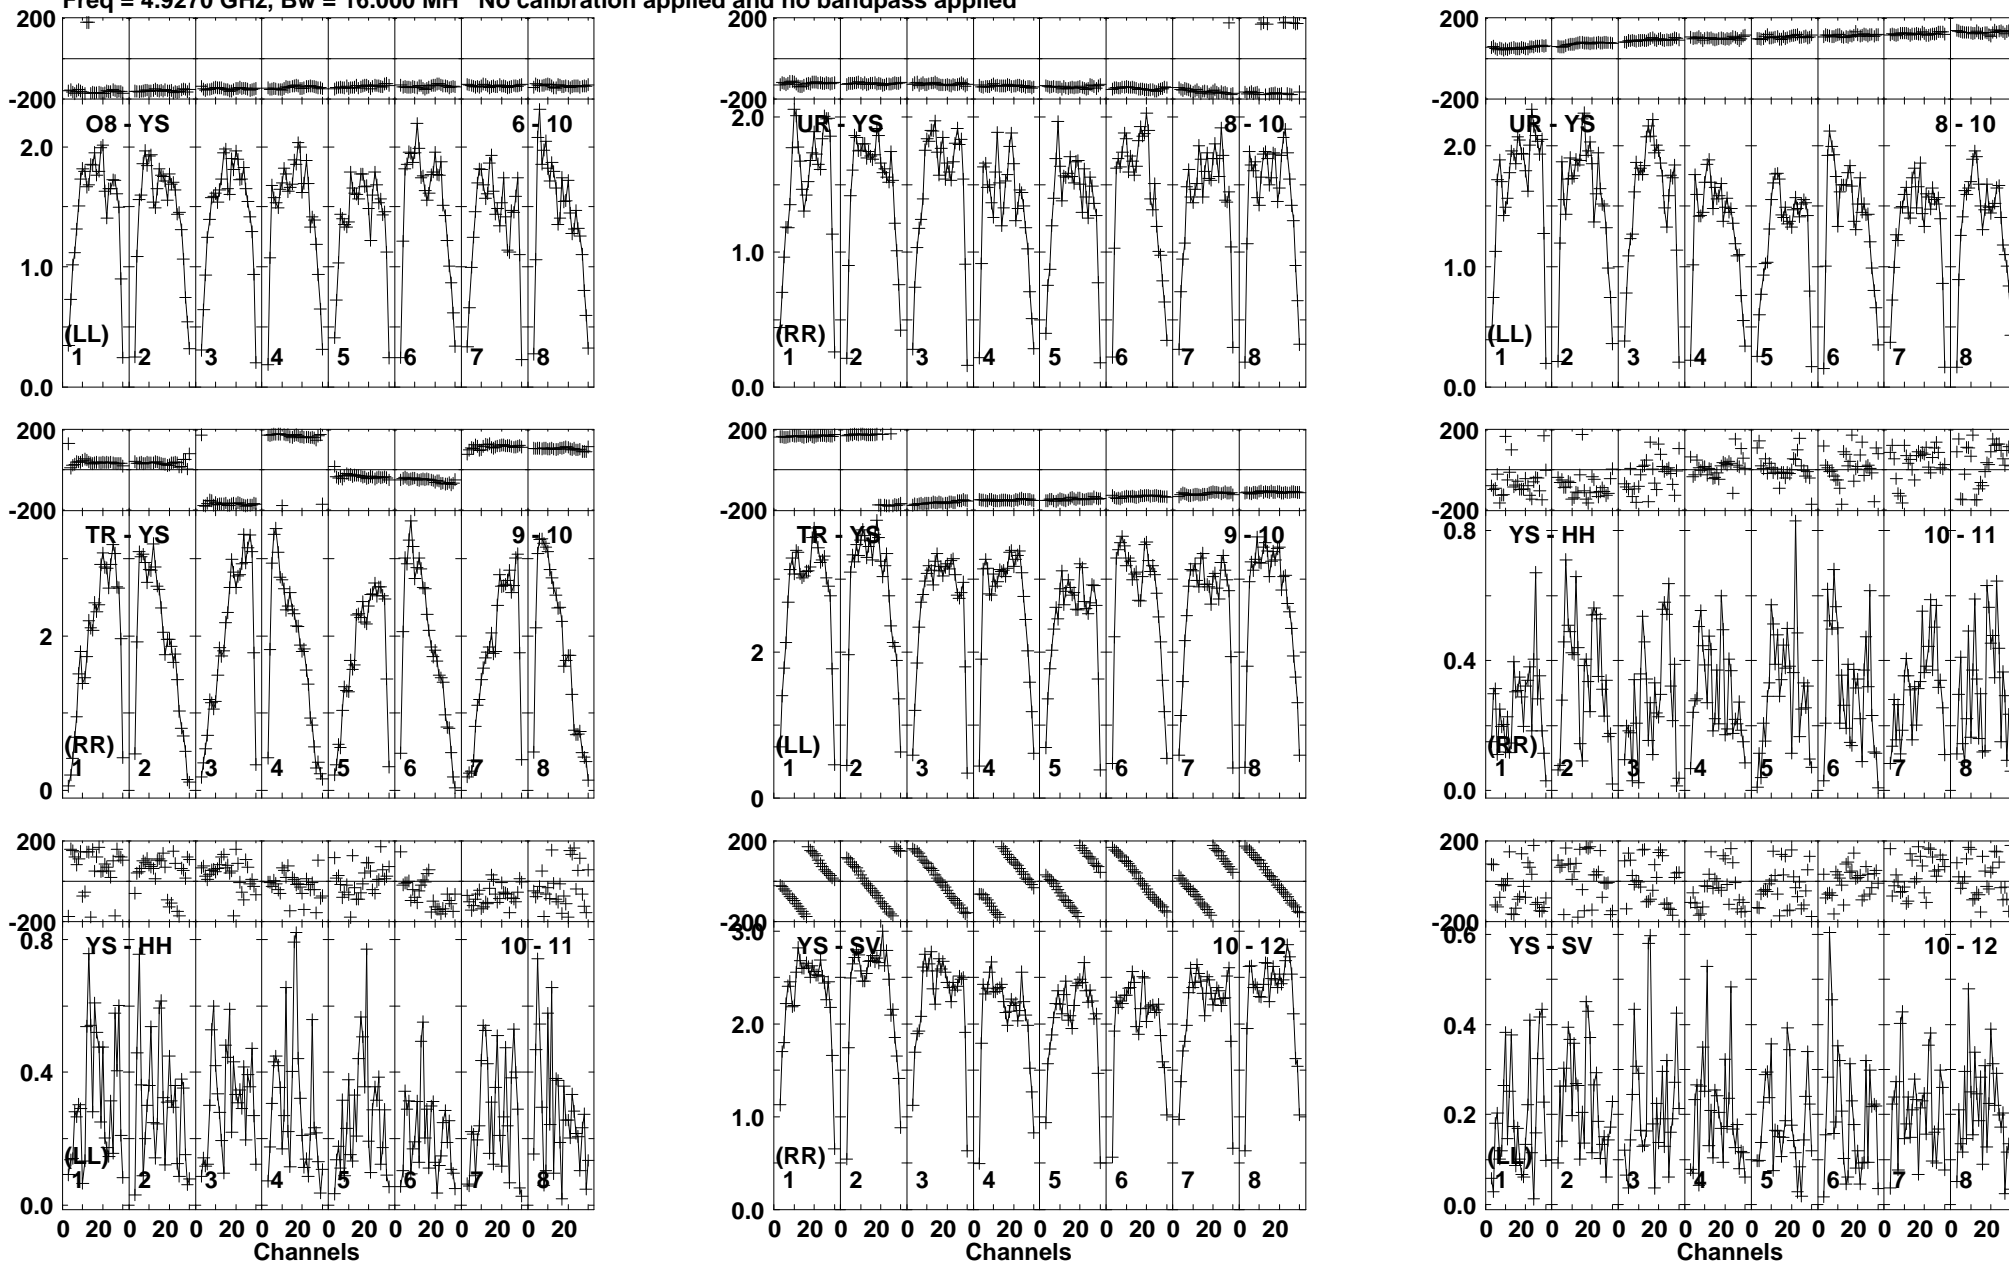 Freq = 4.9270 GHz, Bw = 16.000 MH No calibration applied and no bandpass applied
200
-200
O8 - YS 6 - 10
2.0
1.0
0.0
(LL)
1 2 3 4 5 6 7 8
200
-200
UR - YS 8 - 10
2.0
1.0
0.0
(RR)
1 2 3 4 5 6 7 8
200
-200
UR - YS 8 - 10
2.0
1.0
0.0
(LL)
1 2 3 4 5 6 7 8
200
-200
TR - YS 9 - 10
2
0
(RR)
1 2 3 4 5 6 7 8
200
-200
TR - YS 9 - 10
2
0
(LL)
1 2 3 4 5 6 7 8
200
-200
YS - HH 10 - 11
0.8
0.4
0.0
(RR)
1 2 3 4 5 6 7 8
200
-200
YS - HH 10 - 11
0.8
0.4
0.0
(LL)
1 2 3 4 5 6 7 8
0 20 0 20 0 20 0 20 0 20 0 20 0 20 0 20
Channels
200
-200
YS - SV 10 - 12
3.0
2.0
1.0
0.0
(RR)
1 2 3 4 5 6 7 8
0 20 0 20 0 20 0 20 0 20 0 20 0 20 0 20
Channels
200
-200
YS - SV 10 - 12
0.6
0.4
0.2
0.0
(LL)
1 2 3 4 5 6 7 8
0 20 0 20 0 20 0 20 0 20 0 20 0 20 0 20
Channels